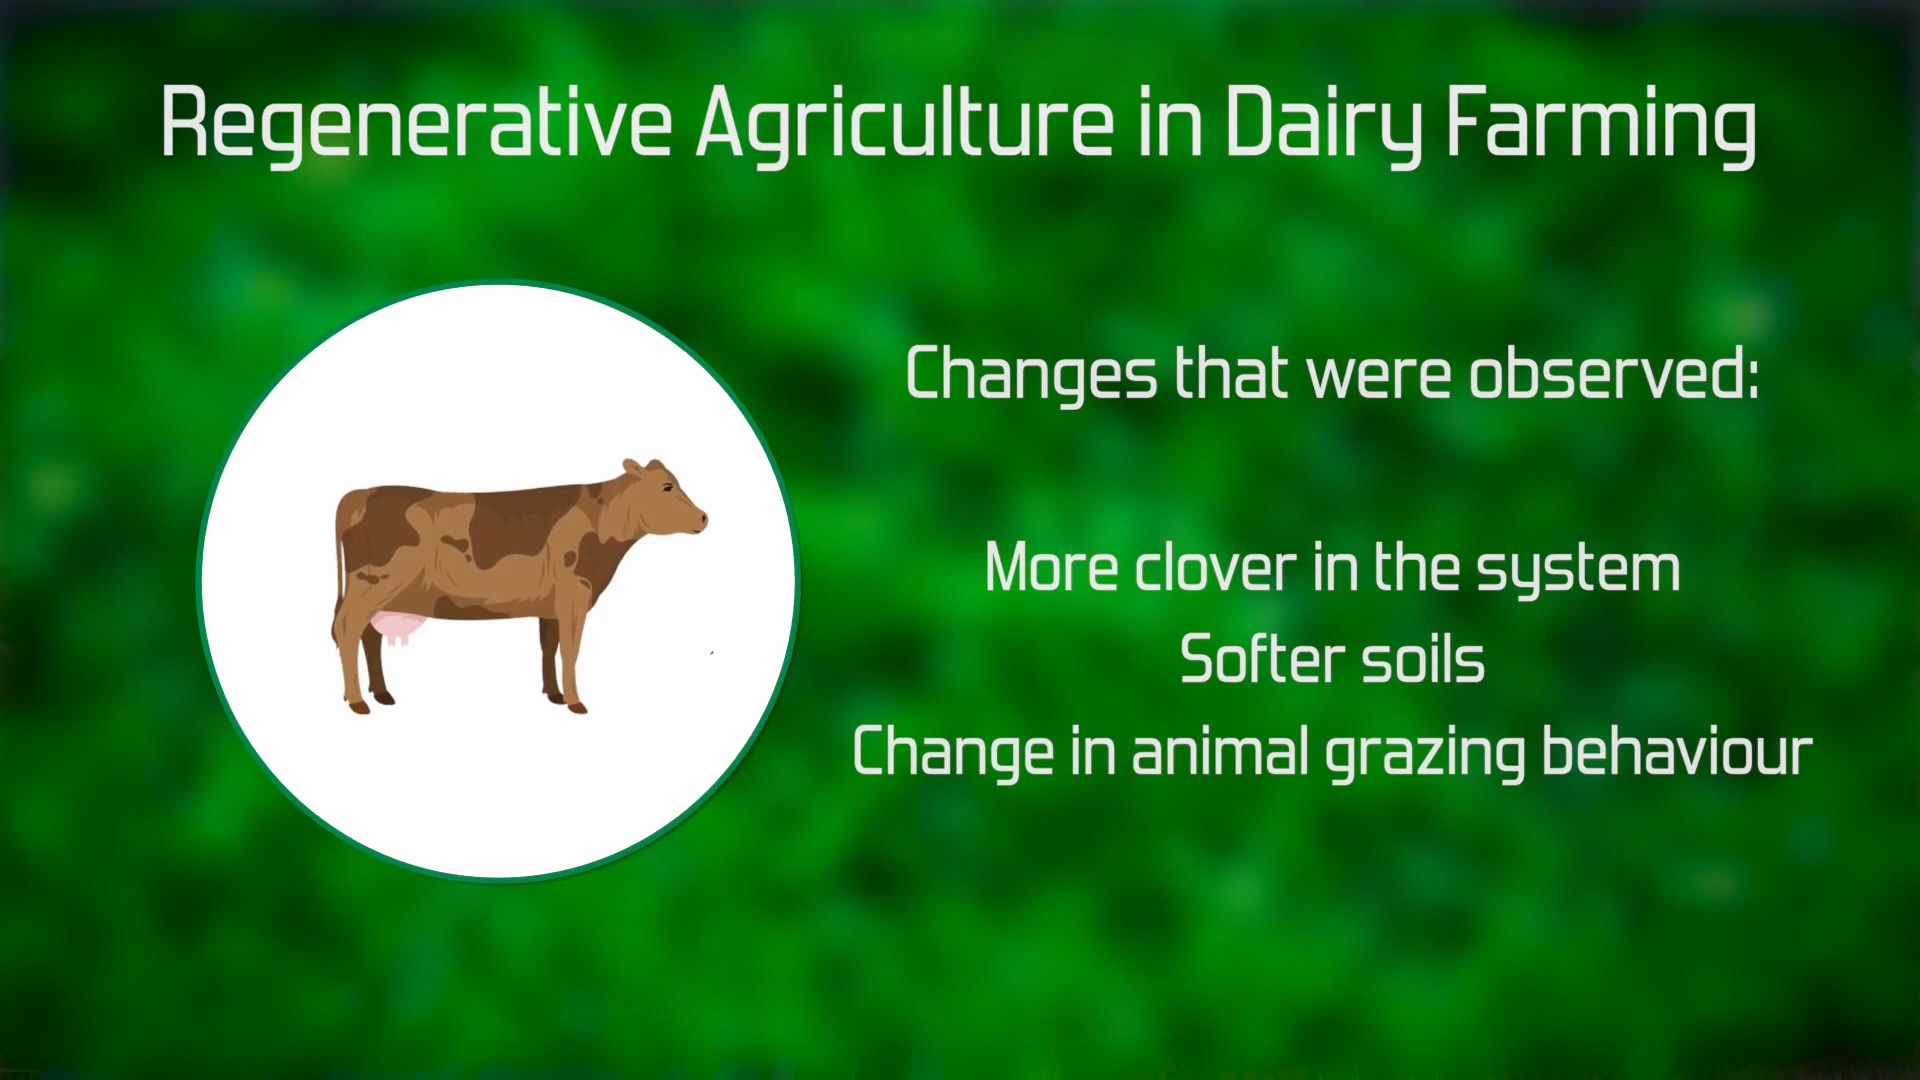 Regenerative Agriculture in Dairy Farming
Changes that were observed:
More clover in the system
Softer soils
Change in animal grazing behaviour